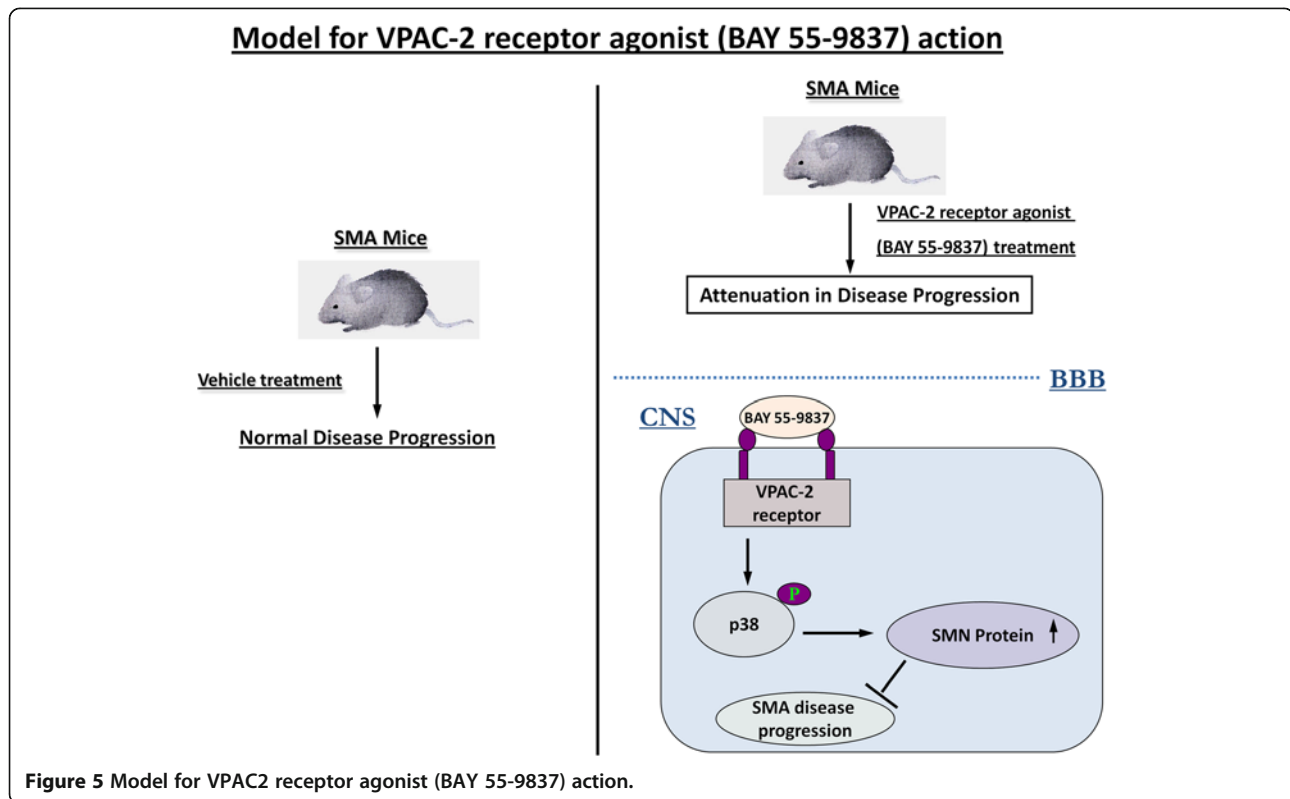 Model for VPAC-2 receptor agonist (BAY 55-9837) action
SMA Mice
Vehicle treatment
Normal Disease Progression
SMA Mice
VPAC-2 receptor agonist
(BAY 55-9837) treatment
Attenuation in Disease Progression
BBB
CNS
BAY 55-9837
VPAC-2
receptor
P
p38
SMN Protein
SMA disease
progression
Figure 5 Model for VPAC2 receptor agonist (BAY 55-9837) action.